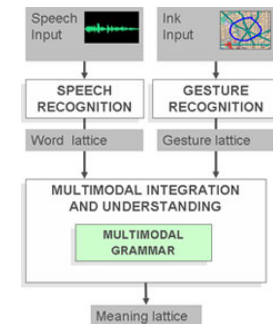 Speech
Input
Ink
Input
SPEECH
RECOGNITION
GESTURE
RECOGNITION
Word lattice
Gesture lattice
MULTIMODAL INTEGRATION
AND UNDERSTANDING
MULTIMODAL
GRAMMAR
Meaning lattice